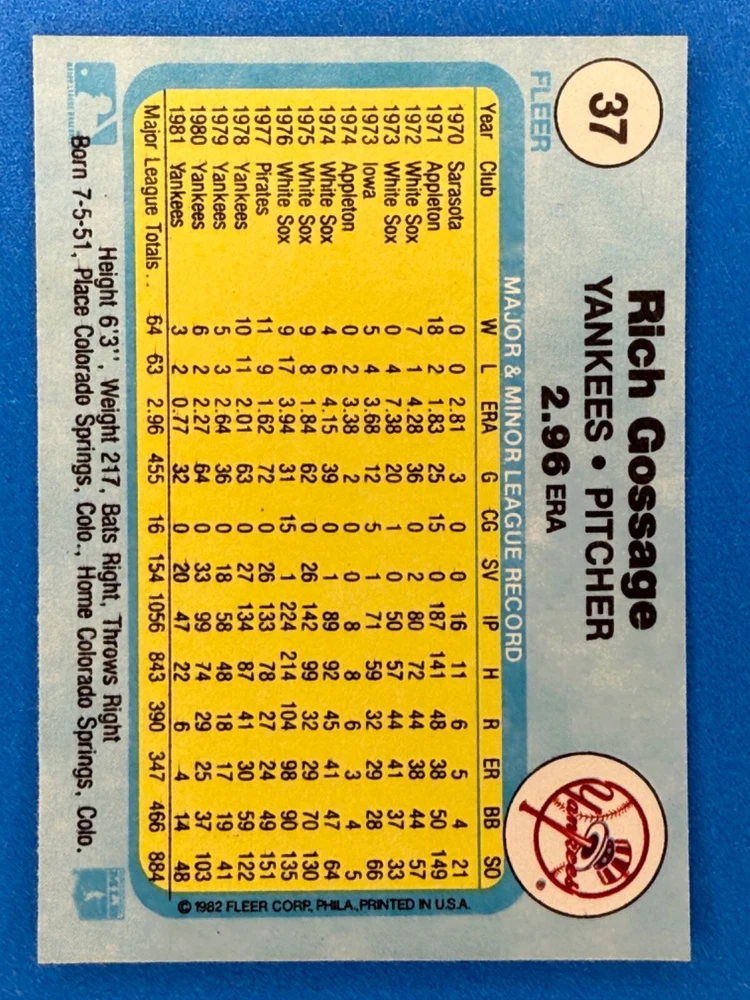 37
FLEER
Rich Gossage
YANKEES • PITCHER
2.96 ERA
Yankees
MAJOR & MINOR LEAGUE RECORD
Year Club W L ERA G CG SV IP H R ER BB SO
1970 Sarasota 0 0 2.81 3 0 0 16 11 6 5 4 21
1971 Appleton 18 2 1.83 25 15 0 187 141 48 38 50 149
1972 White Sox 7 1 4.28 36 0 2 80 72 44 38 44 57
1973 White Sox 0 4 7.38 20 1 0 50 57 44 41 37 33
1973 Iowa 5 4 3.68 12 5 1 71 59 32 29 28 66
1974 Appleton 0 2 3.38 2 0 0 8 8 6 3 4 5
1974 White Sox 4 6 4.15 39 0 1 89 92 45 41 47 64
1975 White Sox 9 8 1.84 62 0 26 142 99 32 29 70 130
1976 White Sox 9 17 3.94 31 15 1 224 214 104 98 90 135
1977 Pirates 11 9 1.62 72 0 26 133 78 27 24 49 151
1978 Yankees 10 11 2.01 63 0 27 134 87 41 30 59 122
1979 Yankees 5 3 2.64 36 0 18 58 48 18 17 19 41
1980 Yankees 6 2 2.27 64 0 33 99 74 29 25 37 103
1981 Yankees 3 2 0.77 32 0 20 47 22 6 4 14 48
Major League Totals . . 64 63 2.96 455 16 154 1056 843 390 347 466 884
© 1982 FLEER CORP., PHILA., PRINTED IN U.S.A.
Height 6'3", Weight 217, Bats Right, Throws Right
Born 7-5-51, Place Colorado Springs, Colo., Home Colorado Springs, Colo.